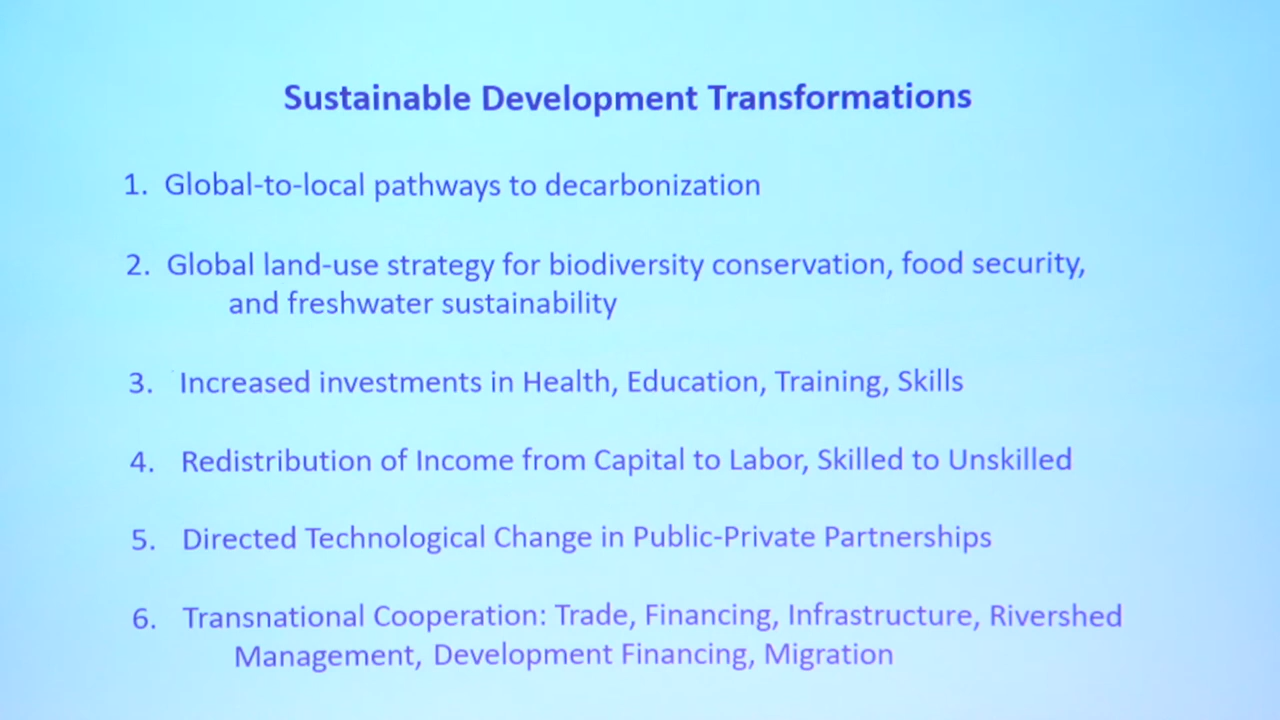 Sustainable Development Transformations
1. Global-to-local pathways to decarbonization
2. Global land-use strategy for biodiversity conservation, food security,
and freshwater sustainability
3. Increased investments in Health, Education, Training, Skills
4. Redistribution of Income from Capital to Labor, Skilled to Unskilled
5. Directed Technological Change in Public-Private Partnerships
6. Transnational Cooperation: Trade, Financing, Infrastructure, Rivershed
Management, Development Financing, Migration